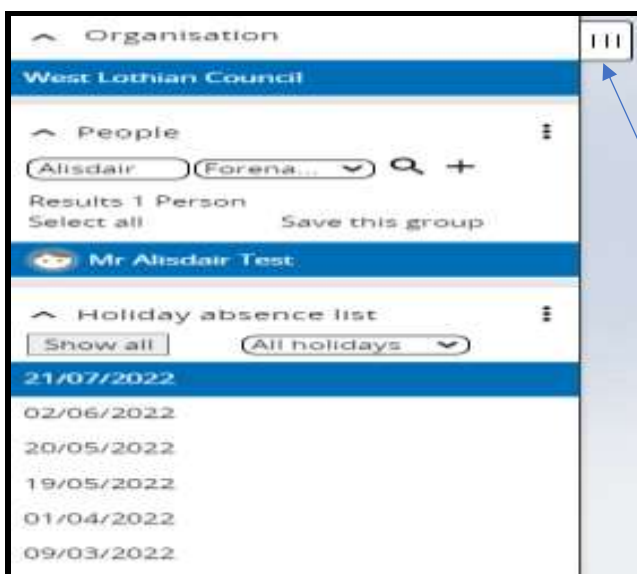 Organisation
West Lothian Council
People
Alisdair Forena...
Results 1 Person
Select all Save this group
Mr Alisdair Test
Holiday absence list
Show all All holidays
21/07/2022
02/06/2022
20/05/2022
19/05/2022
01/04/2022
09/03/2022